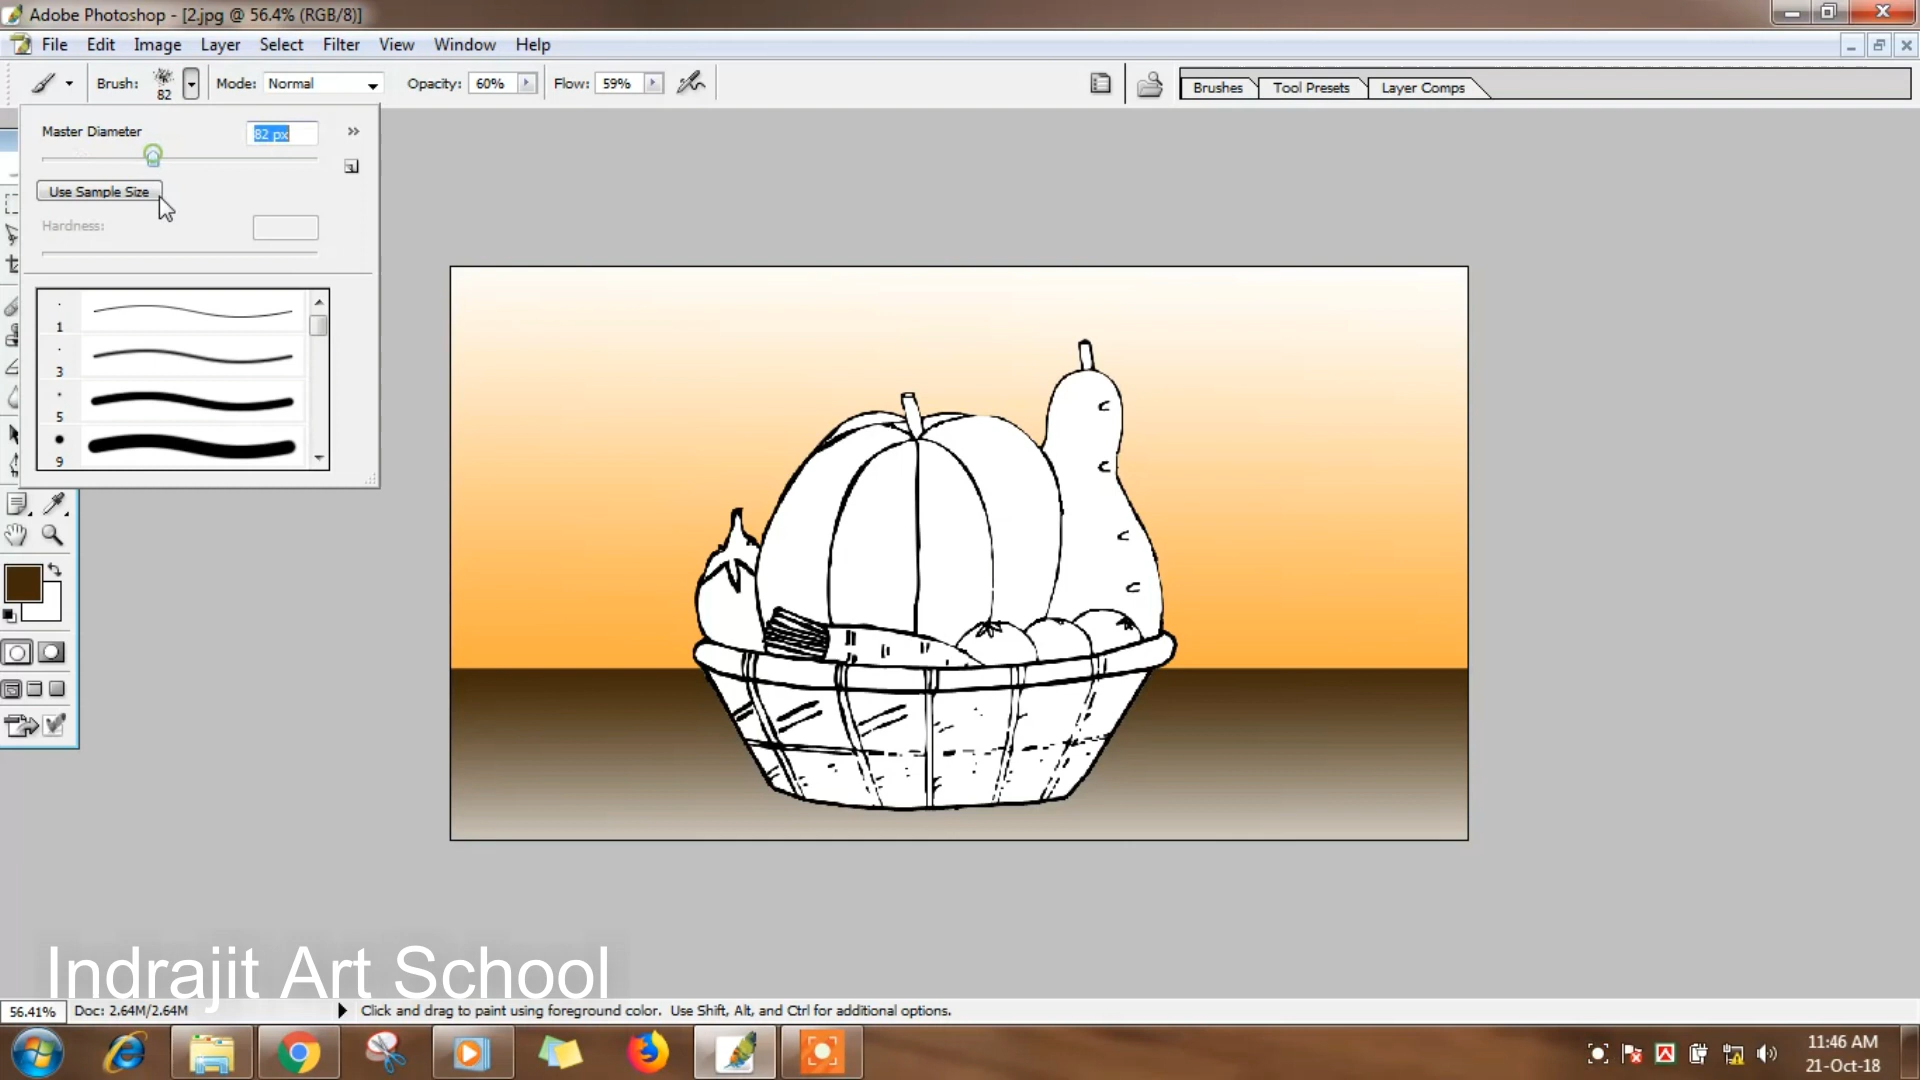 Adobe Photoshop - [2.jpg @ 56.4% (RGB/8)]
File Edit Image Layer Select Filter View Window Help
Brush: 82 Mode: Normal Opacity: 60% Flow: 59% Brushes Tool Presets Layer Comps
Master Diameter 82 px
Use Sample Size
Hardness:
1
3
5
9
Indrajit Art School
56.41% Doc: 2.64M/2.64M Click and drag to paint using foreground color. Use Shift, Alt, and Ctrl for additional options.
11:46 AM
21-Oct-18